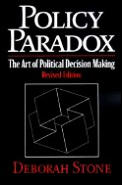 POLICY
PARADOX
The Art of Political Decision Making
Revised Edition
DEBORAH STONE